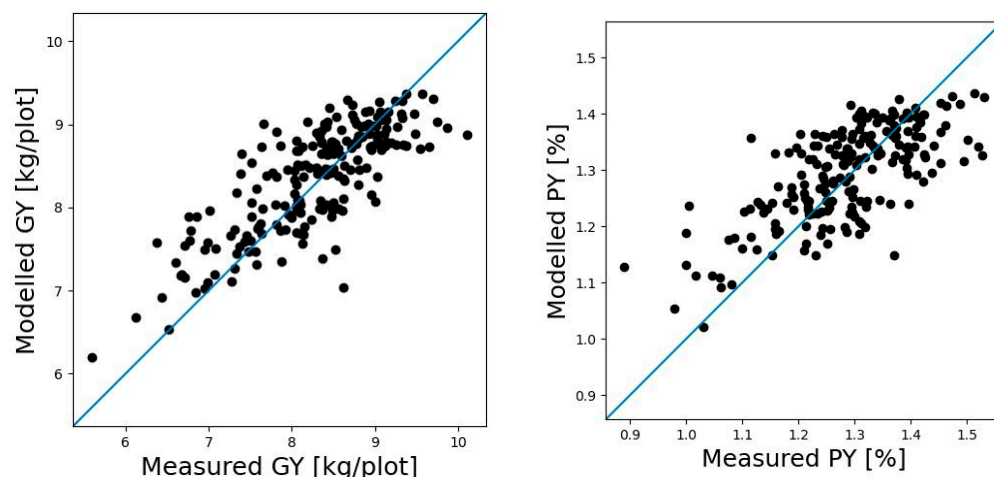 10
9
8
7
6
Modelled GY [kg/plot]
6 7 8 9 10
Measured GY [kg/plot]
1.5
1.4
1.3
1.2
1.1
1.0
0.9
Modelled PY [%]
0.9 1.0 1.1 1.2 1.3 1.4 1.5
Measured PY [%]